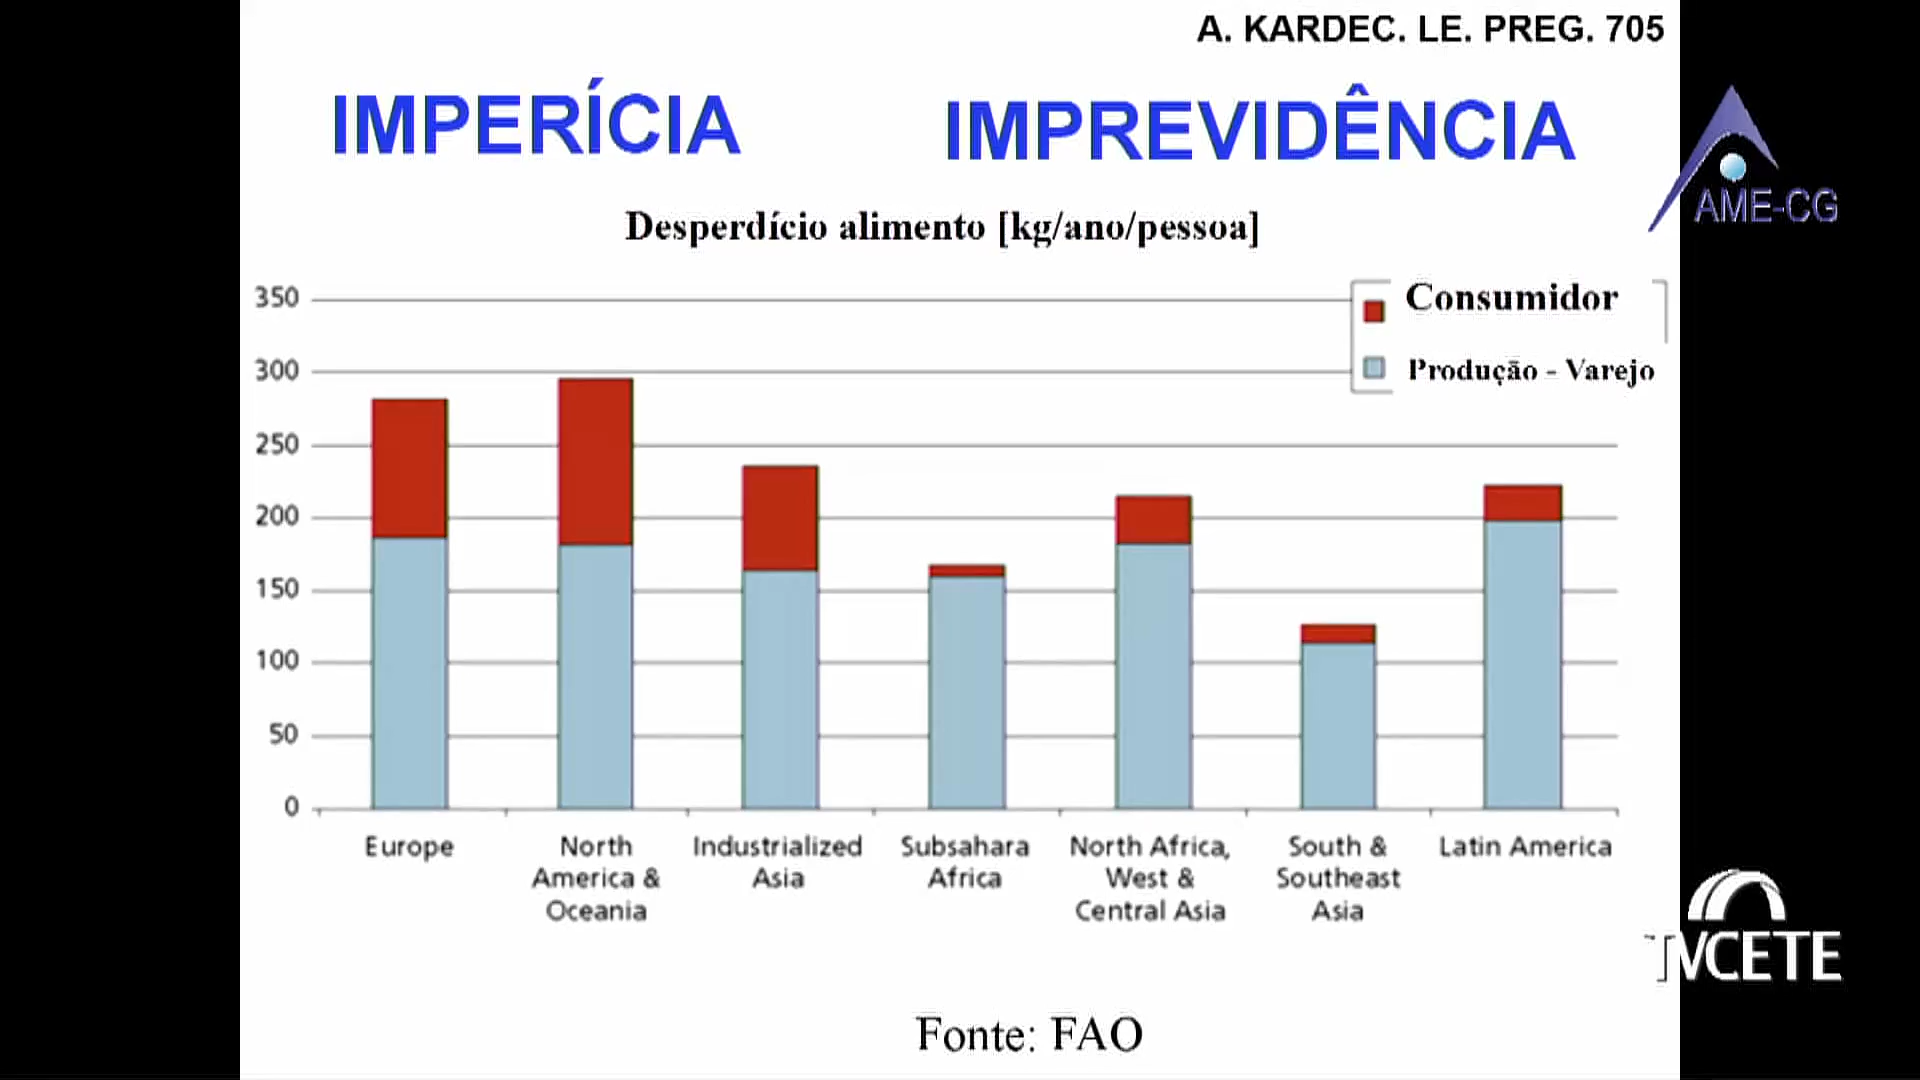 A. KARDEC. LE. PREG. 705
IMPERÍCIA
IMPREVIDÊNCIA
AME-CG
Desperdício alimento [kg/ano/pessoa]
Consumidor
Produção - Varejo
350
300
250
200
150
100
50
0
Europe
North
America &
Oceania
Industrialized
Asia
Subsahara
Africa
North Africa,
West &
Central Asia
South &
Southeast
Asia
Latin America
TVCETE
Fonte: FAO